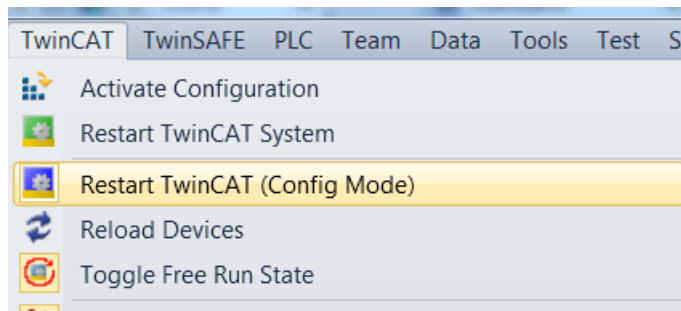 TwinCAT TwinSAFE PLC Team Data Tools Test S
Activate Configuration
Restart TwinCAT System
Restart TwinCAT (Config Mode)
Reload Devices
Toggle Free Run State